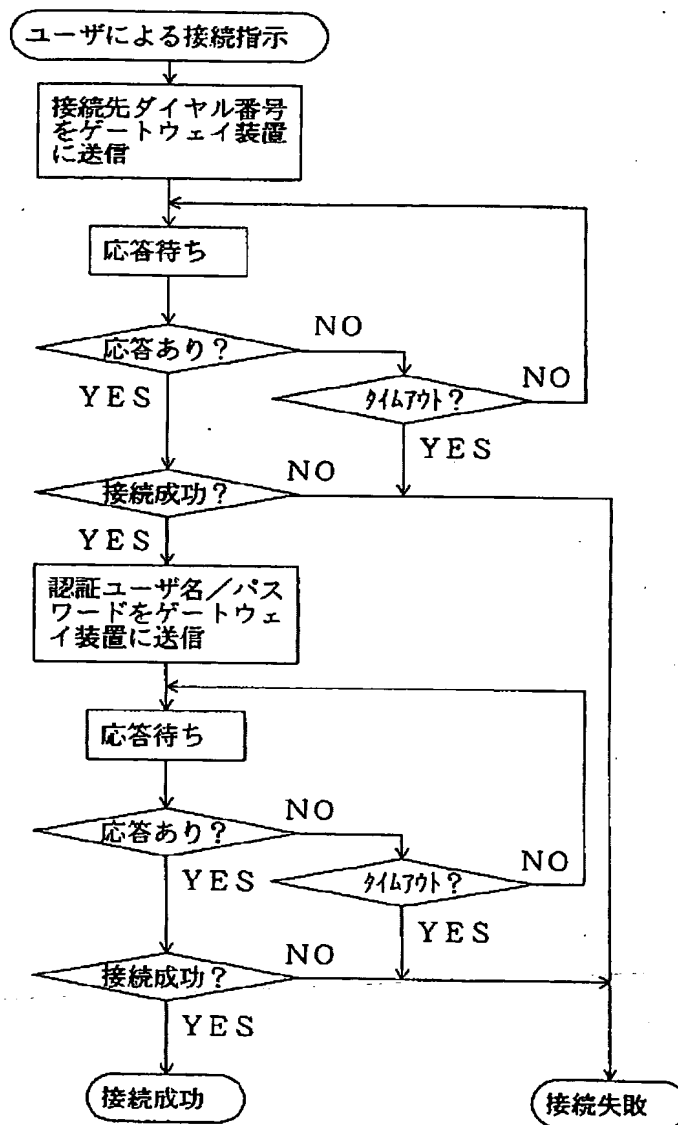 ユーザによる接続指示
接続先ダイヤル番号
をゲートウェイ装置
に送信
応答待ち
応答あり?
NO
YES
タイムアウト?
NO
YES
接続成功?
NO
YES
認証ユーザ名/パス
ワードをゲートウェ
イ装置に送信
応答待ち
応答あり?
NO
YES
タイムアウト?
NO
YES
接続成功?
NO
YES
接続成功
接続失敗